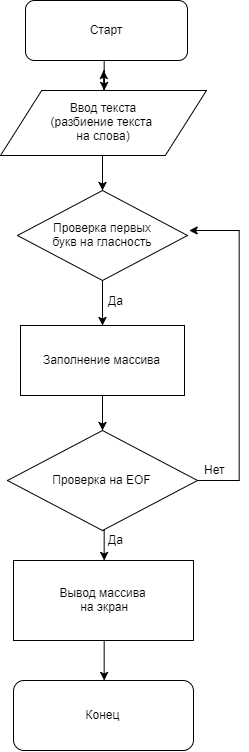 Старт
Ввод текста
(разбиение текста
на слова)
Проверка первых
букв на гласность
Да
Заполнение массива
Проверка на EOF
Нет
Да
Вывод массива
на экран
Конец